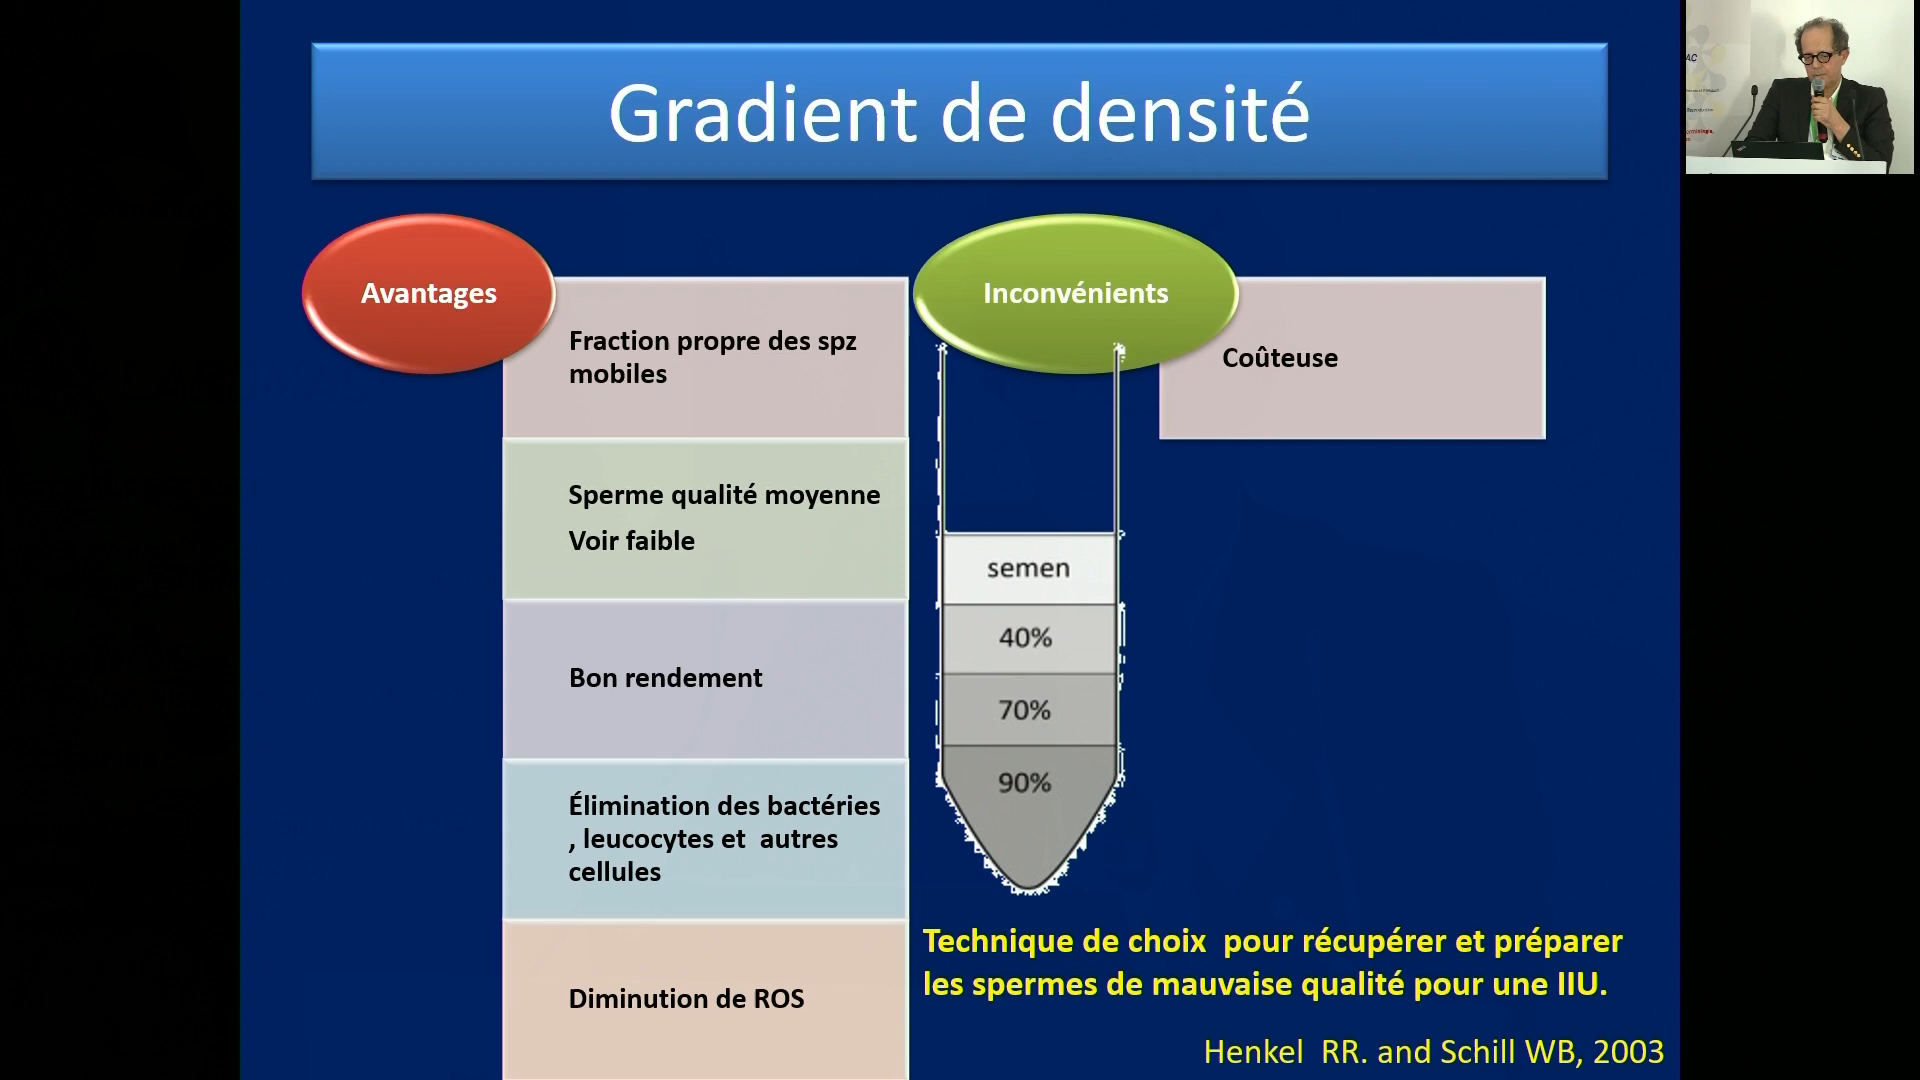 Gradient de densité
Avantages
Fraction propre des spz
mobiles
Sperme qualité moyenne
Voir faible
Bon rendement
Élimination des bactéries
, leucocytes et  autres
cellules
Diminution de ROS
Inconvénients
Coûteuse
semen
40%
70%
90%
Technique de choix  pour récupérer et préparer
les spermes de mauvaise qualité pour une IIU.
Henkel  RR. and Schill WB, 2003
AC